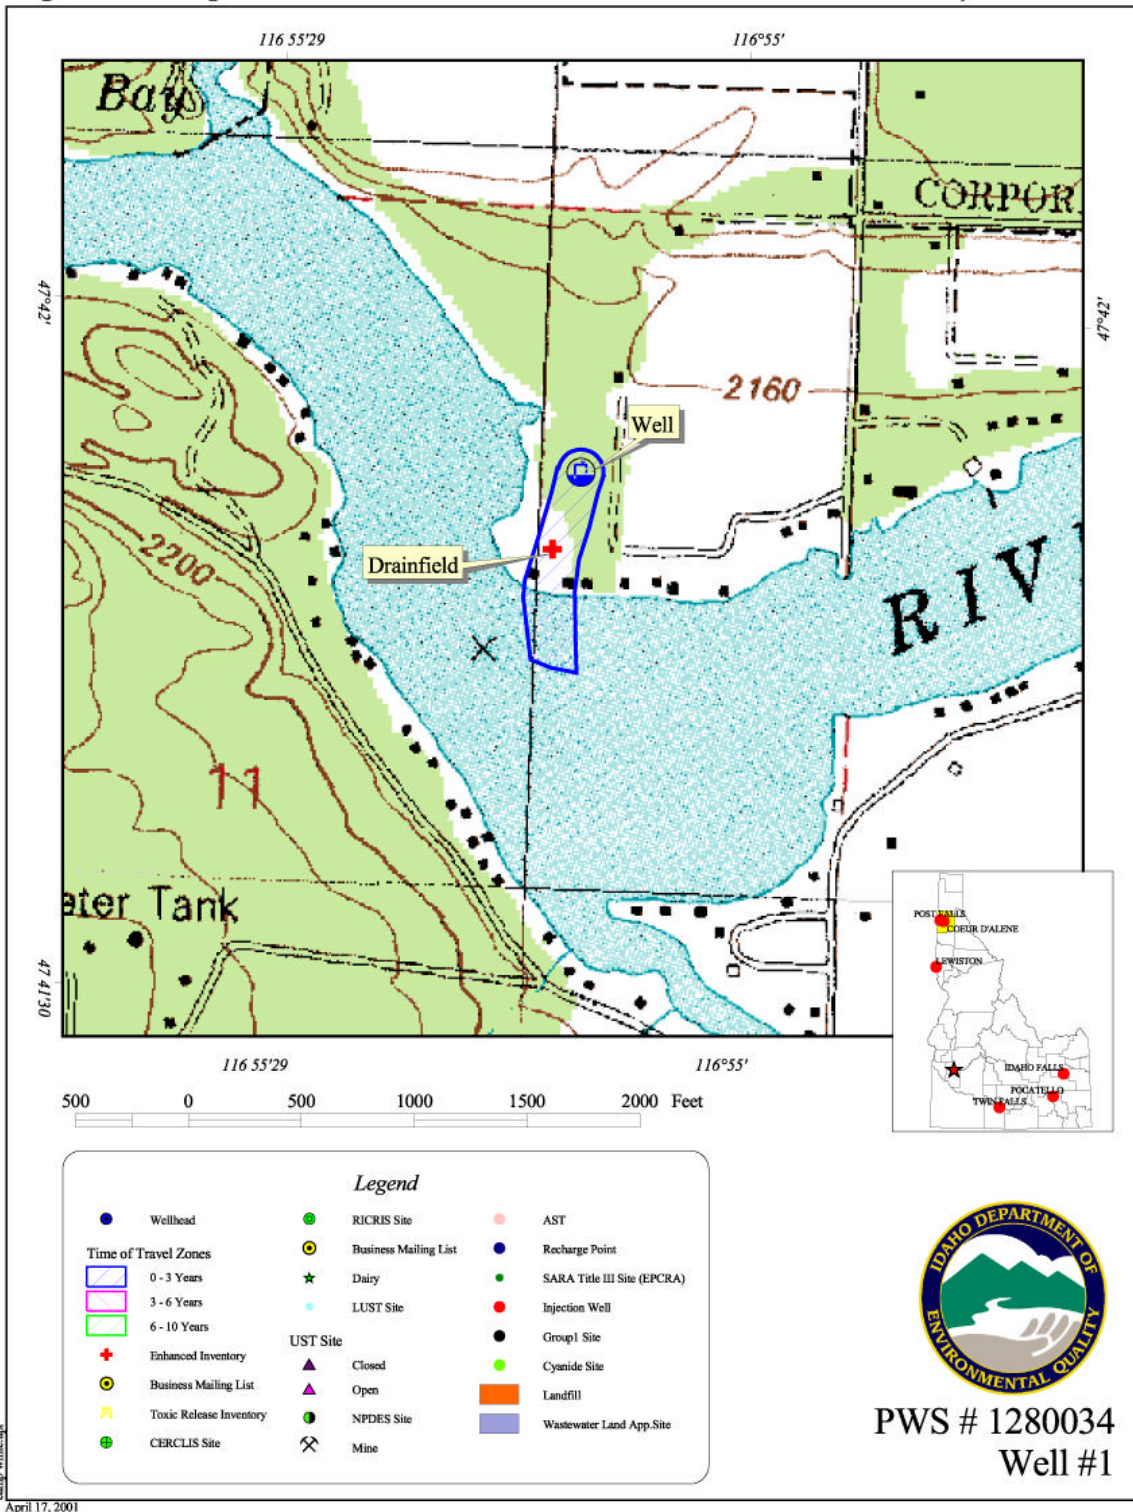 116 55'29
116°55'
Bay
CORPOR
47°42'
47°42'
2160
Well
Drainfield
2200
RIV
11
ater Tank
47 41'30
POST FALLS
COEUR D'ALENE
LEWISTON
IDAHO FALLS
POCATELLO
TWIN FALLS
116 55'29
116°55'
500 0 500 1000 1500 2000 Feet
Legend
Wellhead
Time of Travel Zones
0 - 3 Years
3 - 6 Years
6 - 10 Years
Enhanced Inventory
Business Mailing List
Toxic Release Inventory
CERCLIS Site
RICRIS Site
Business Mailing List
Dairy
LUST Site
UST Site
Closed
Open
NPDES Site
Mine
AST
Recharge Point
SARA Title III Site (EPCRA)
Injection Well
Group1 Site
Cyanide Site
Landfill
Wastewater Land App.Site
IDAHO DEPARTMENT OF
ENVIRONMENTAL QUALITY
PWS # 1280034
Well #1
April 17, 2001